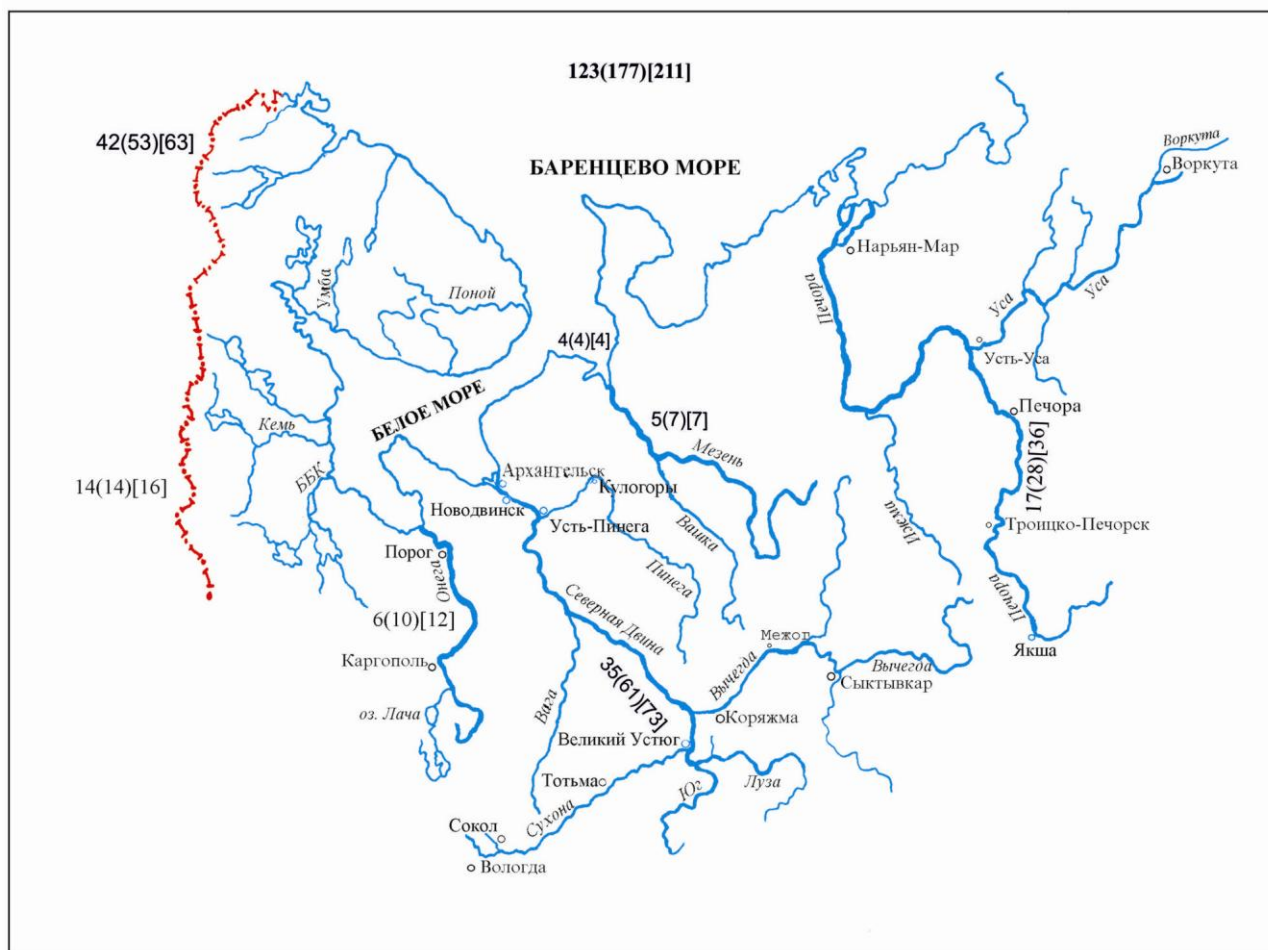 123(177)[211]
42(53)[63]
Воркута
Воркута
БАРЕНЦЕВО МОРЕ
Нарьян-Мар
Умба
Поной
Печора
Уса
Уса
4(4)[4]
Усть-Уса
БЕЛОЕ МОРЕ
Печора
Кемь
5(7)[7]
Мезень
ББК
14(14)[16]
17(28)[36]
Архангельск
Кулогоры
Новодвинск
Усть-Пинега
Вашка
Ижма
Троицко-Печорск
Порог
Онега
Пинега
Печора
6(10)[12]
Северная Двина
Межог
Якша
Каргополь
Вычегда
Вычегда
Сыктывкар
35(61)[73]
оз. Лача
Вага
Коряжма
Великий Устюг
Тотьма
Юг
Луза
Сухона
Сокол
Вологда